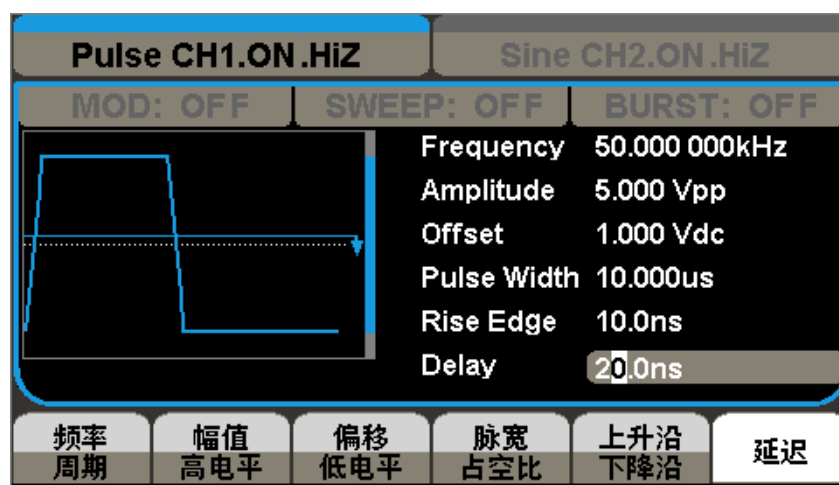 Pulse CH1.ON.HiZ Sine CH2.ON.HiZ
MOD: OFF SWEEP: OFF BURST: OFF
Frequency 50.000 000kHz
Amplitude 5.000 Vpp
Offset 1.000 Vdc
Pulse Width 10.000us
Rise Edge 10.0ns
Delay 20.0ns
频率 幅值 偏移 脉宽 上升沿 延迟
周期 高电平 低电平 占空比 下降沿